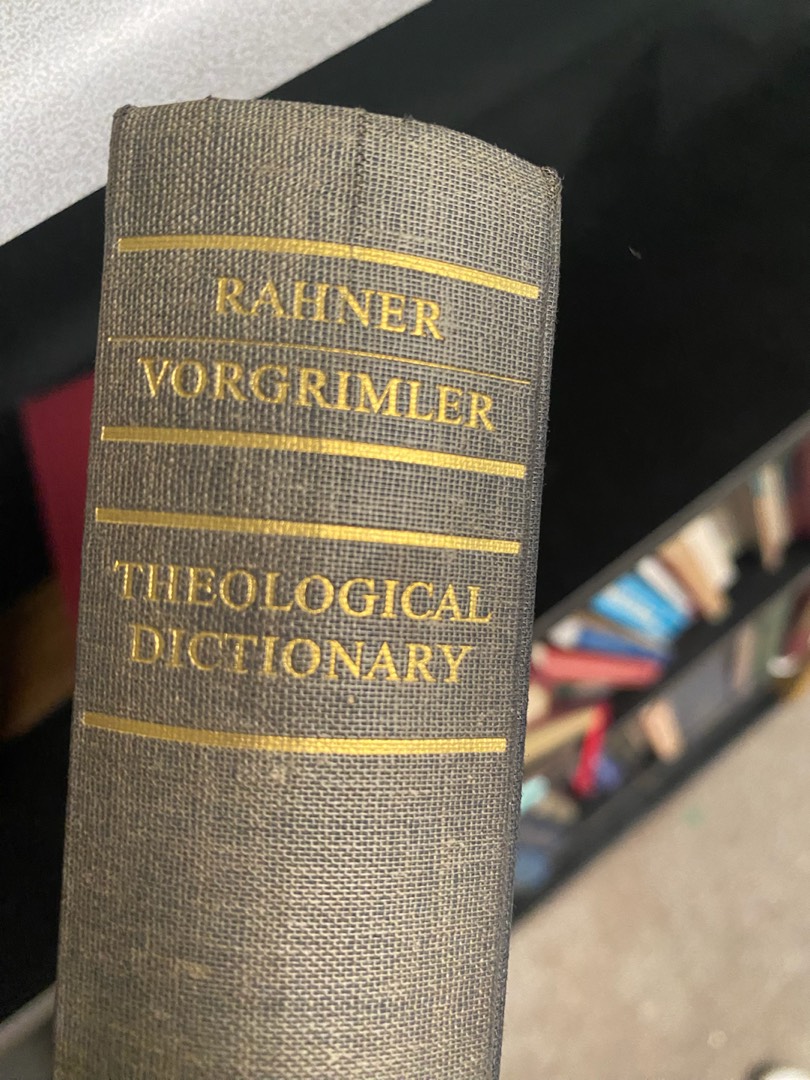 RAHNER
VORGRIMLER
THEOLOGICAL
DICTIONARY